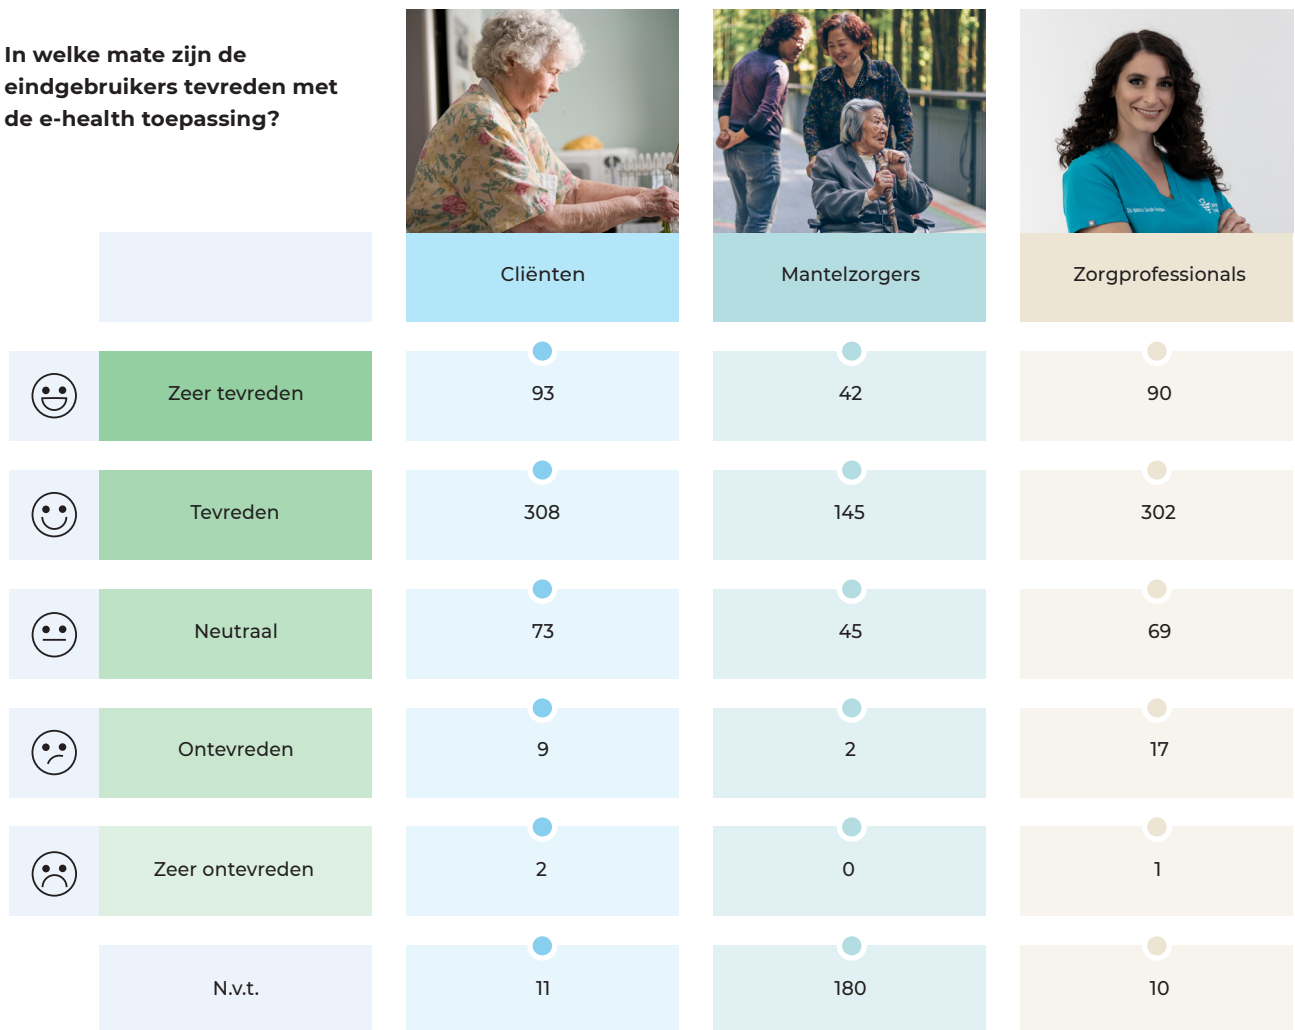 In welke mate zijn de
eindgebruikers tevreden met
de e-health toepassing?
Cliënten
Mantelzorgers
Zorgprofessionals
Zeer tevreden
93
42
90
Tevreden
308
145
302
Neutraal
73
45
69
Ontevreden
9
2
17
Zeer ontevreden
2
0
1
N.v.t.
11
180
10